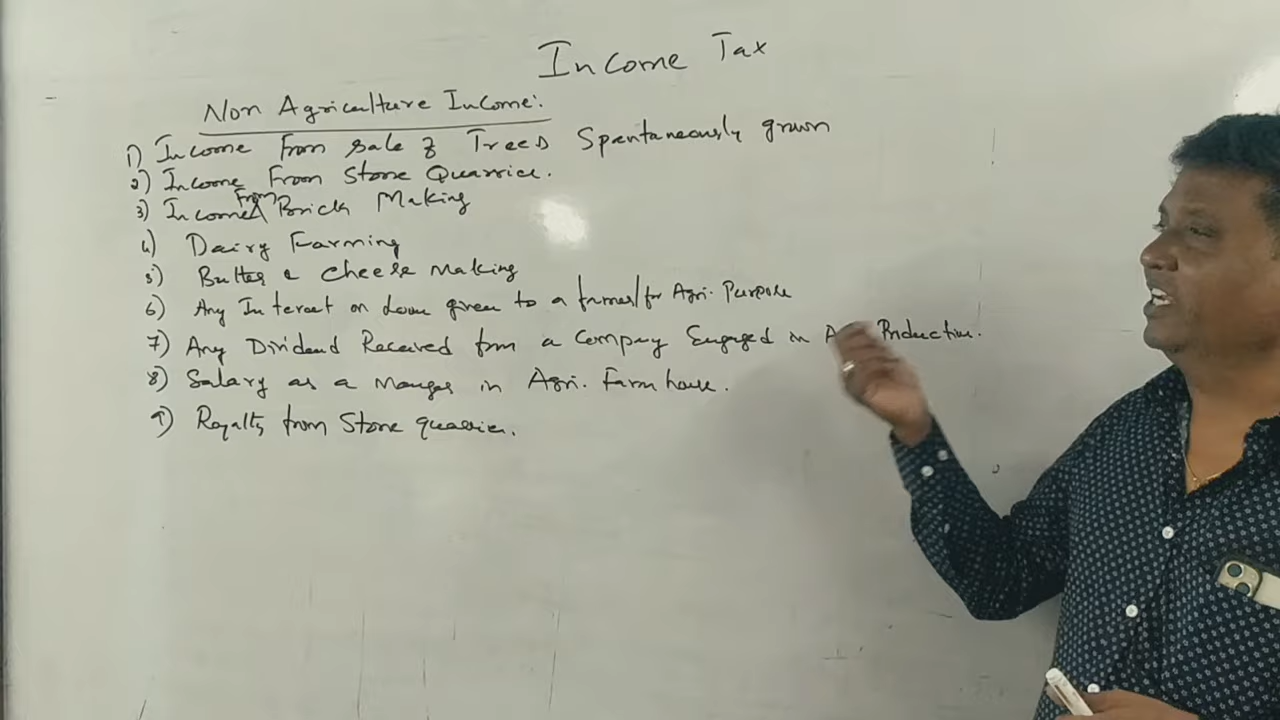 Income Tax
Non Agriculture Income:
1) Income From Sale of Trees Spontaneously grown
2) Income From Stone Quarries.
3) Income From Brick Making
4) Dairy Farming
5) Butter & Cheese Making
6) Any Interest on Loan given to a farmer/for Agri. Purpose
7) Any Dividend Received from a Company Engaged in Production.
8) Salary as a Manger in Agri. Farm house.
9) Royalty from Stone quarries.